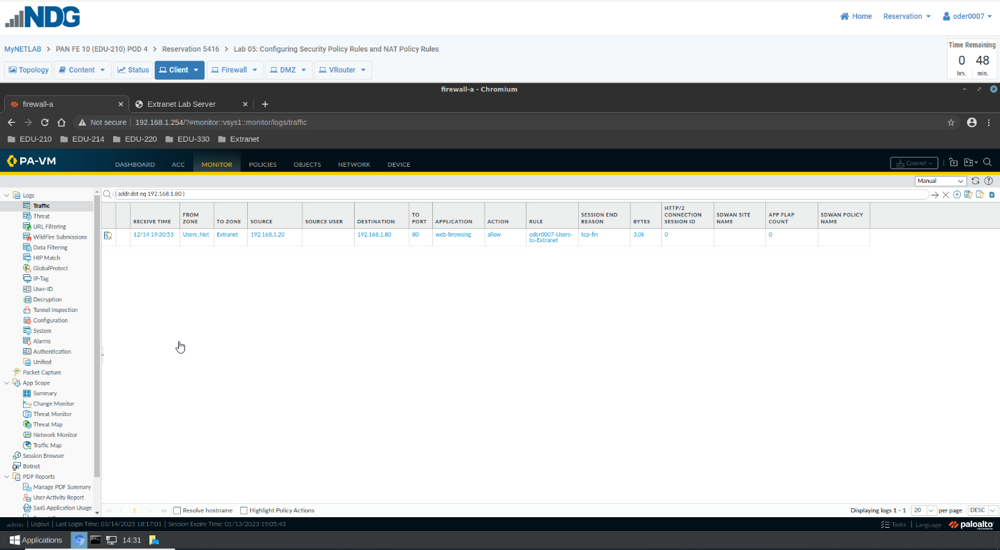 NDG
Home
Reservation
oder0007
MyNETLAB > PAN FE 10 (EDU-210) POD 4 > Reservation 5416 > Lab 05: Configuring Security Policy Rules and NAT Policy Rules
Time Remaining
0 48
hrs. min.
Topology
Content
Status
Client
Firewall
DMZ
VRouter
firewall-a - Chromium
firewall-a
Extranet Lab Server
Not secure
192.168.1.254/?#monitor::vsys1::monitor/logs/traffic
EDU-210
EDU-214
EDU-220
EDU-330
Extranet
PA-VM
DASHBOARD
ACC
MONITOR
POLICIES
OBJECTS
NETWORK
DEVICE
Commit
Manual
Logs
Traffic
Threat
URL Filtering
WildFire Submissions
Data Filtering
HIP Match
GlobalProtect
IP-Tag
User-ID
Decryption
Tunnel Inspection
Configuration
System
Alarms
Authentication
Unified
Packet Capture
App Scope
Summary
Change Monitor
Threat Monitor
Threat Map
Network Monitor
Traffic Map
Session Browser
Botnet
PDF Reports
Manage PDF Summary
User Activity Report
SaaS Application Usage
( addr.dst eq 192.168.1.80 )
RECEIVE TIME
FROM
ZONE
TO ZONE
SOURCE
SOURCE USER
DESTINATION
TO
PORT
APPLICATION
ACTION
RULE
SESSION END
REASON
BYTES
HTTP/2
CONNECTION
SESSION ID
SDWAN SITE
NAME
APP FLAP
COUNT
SDWAN POLICY
NAME
12/14 19:30:53
Users_Net
Extranet
192.168.1.20
192.168.1.80
80
web-browsing
allow
oder0007-Users-
to-Extranet
tcp-fin
3.0k
0
0
1
Resolve hostname
Highlight Policy Actions
Displaying logs 1 - 1
20
per page
DESC
admin | Logout | Last Login Time: 03/14/2023 18:17:01 | Session Expire Time: 01/13/2023 19:05:43
Tasks | Language
paloalto
Applications
14:31